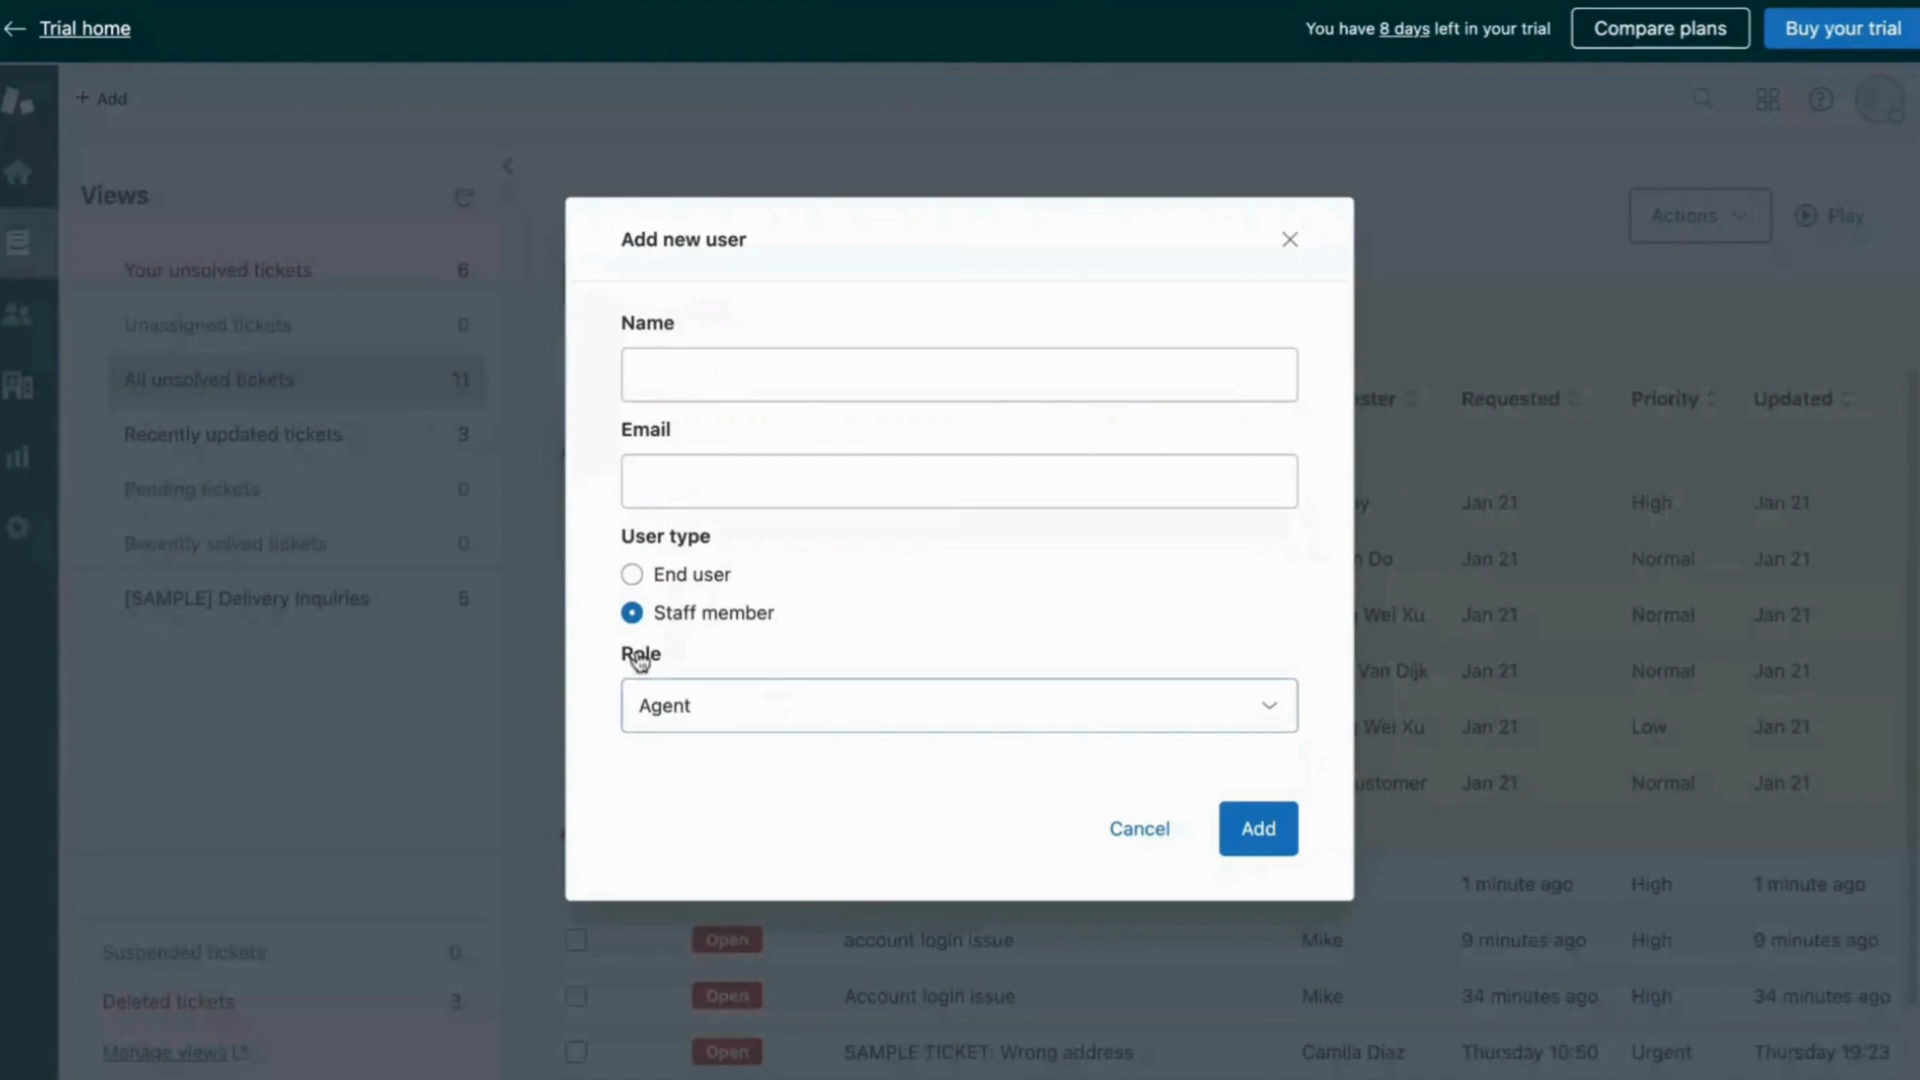 Trial home
You have 8 days left in your trial
Compare plans
Buy your trial
+ Add
Views
Actions
Play
Your unsolved tickets 6
Unassigned tickets 0
All unsolved tickets 11
Recently updated tickets 3
Pending tickets 0
Recently solved tickets 0
[SAMPLE] Delivery Inquiries 5
Suspended tickets 0
Deleted tickets 3
Manage views
Add new user
Name
Email
User type
End user
Staff member
Role
Agent
Cancel
Add
ster Requested Priority Updated
y Jan 21 High Jan 21
n Do Jan 21 Normal Jan 21
Wei Xu Jan 21 Normal Jan 21
Van Dijk Jan 21 Normal Jan 21
Wei Xu Jan 21 Low Jan 21
ustomer Jan 21 Normal Jan 21
1 minute ago High 1 minute ago
Open account login issue Mike 9 minutes ago High 9 minutes ago
Open Account login issue Mike 34 minutes ago High 34 minutes ago
Open SAMPLE TICKET: Wrong address Camila Diaz Thursday 10:50 Urgent Thursday 19:23